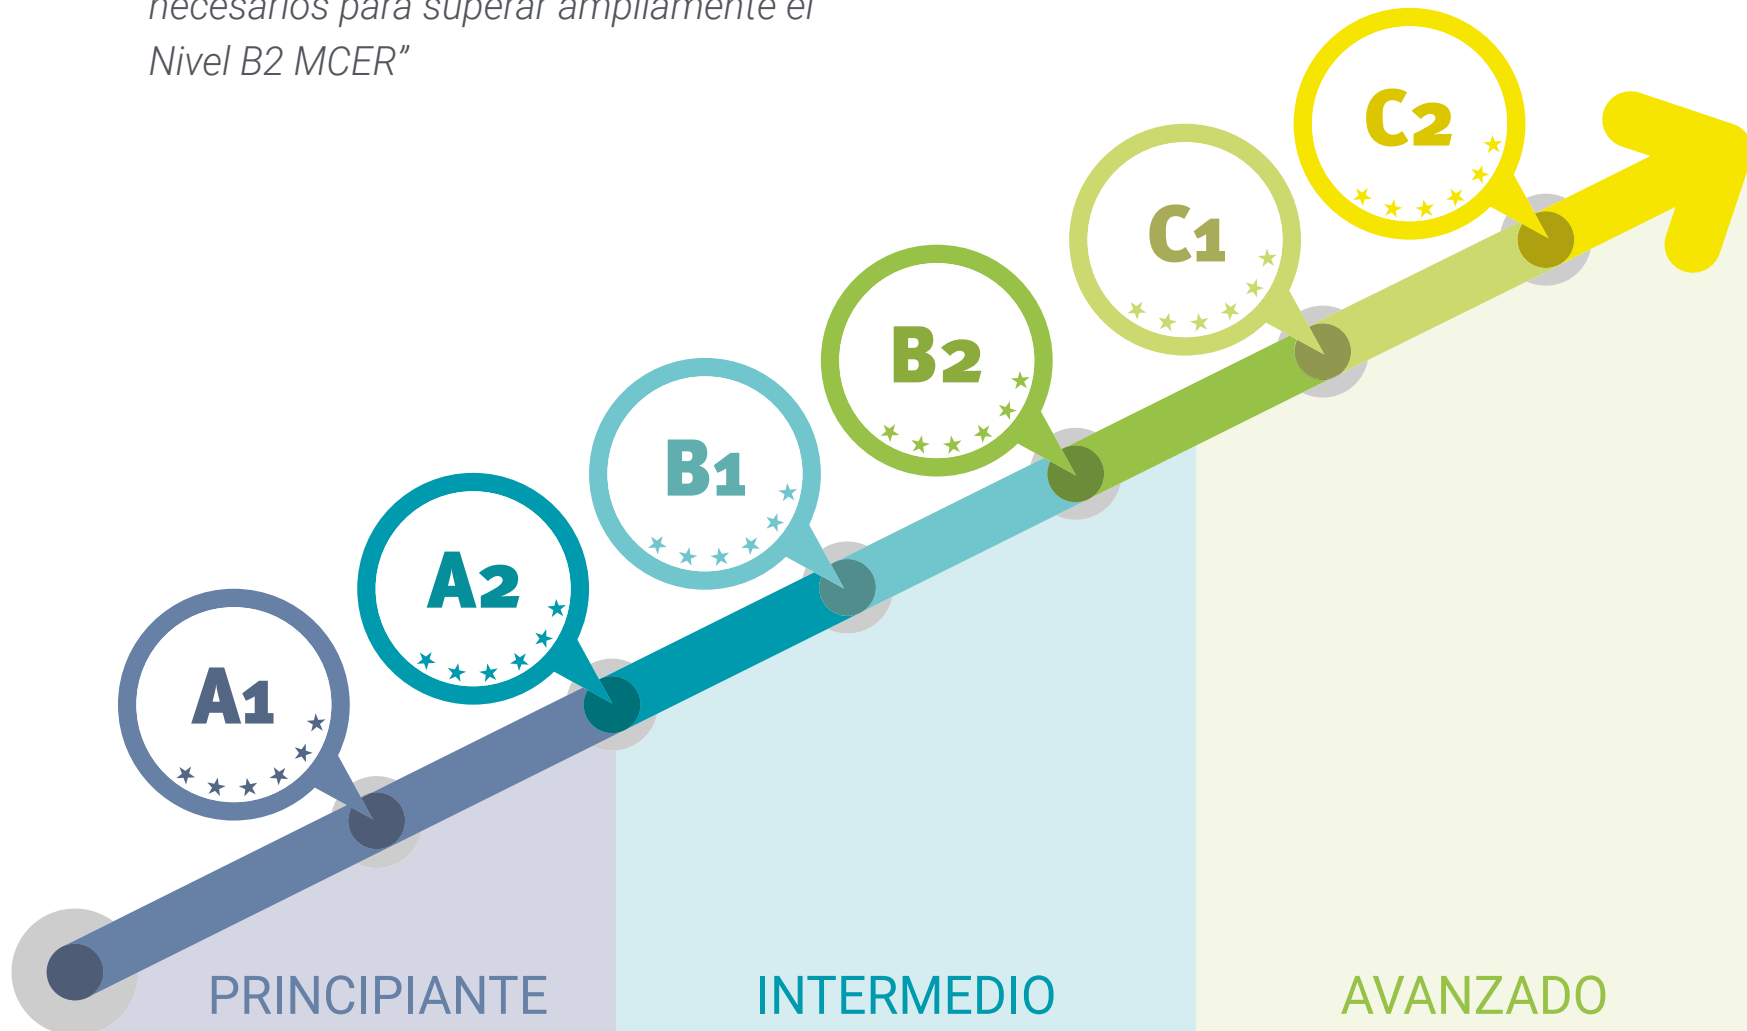 necesarios para superar ampliamente el
Nivel B2 MCER”
C2
C1
B2
B1
A2
A1
PRINCIPIANTE
INTERMEDIO
AVANZADO